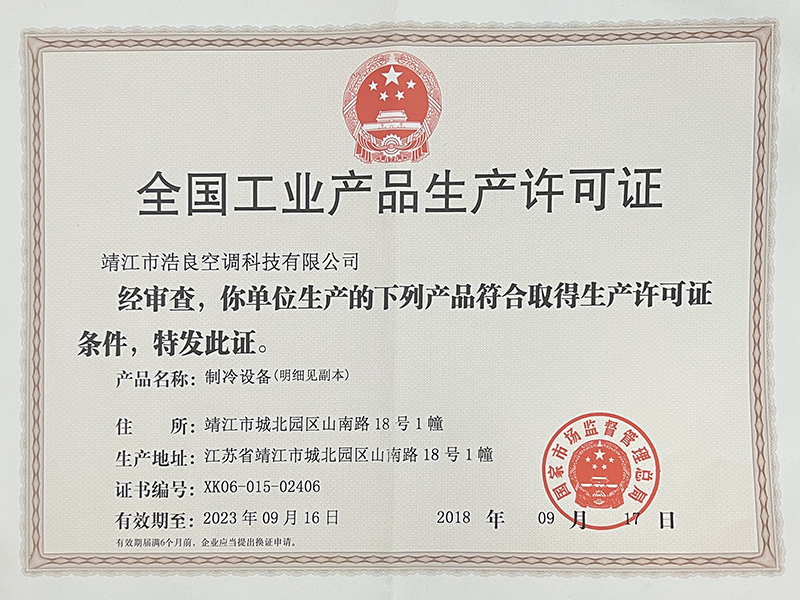 全国工业产品生产许可证
靖江市浩良空调科技有限公司
经审查，你单位生产的下列产品符合取得生产许可证
条件，特发此证。
产品名称：制冷设备(明细见副本)
住 所：靖江市城北园区山南路18号1幢
生产地址：江苏省靖江市城北园区山南路18号1幢
证书编号：XK06-015-02406
有效期至：2023年09月16日
2018 年 09 月 17 日
国家市场监督管理总局
有效期届满6个月前，企业应当提出换证申请。